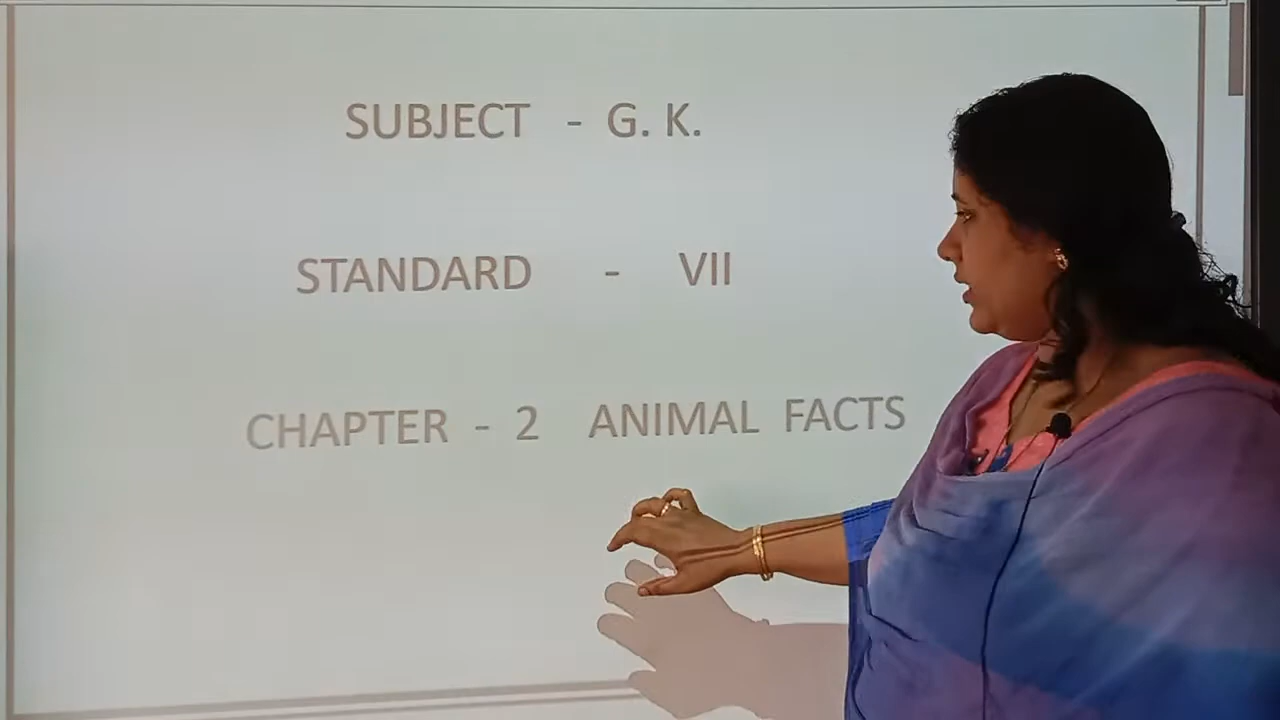 SUBJECT - G. K.
STANDARD - VII
CHAPTER - 2 ANIMAL FACTS